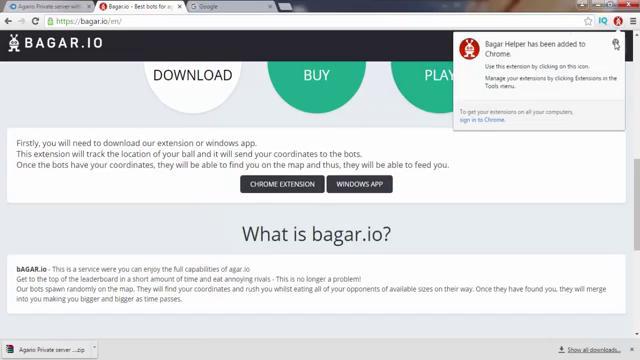 Agario Private server with
Bagar.io - Best bots for a
Google
https://bagar.io/en/
IQ
BAGAR.IO
Bagar Helper has been added to
Chrome.
Use this extension by clicking on this icon.
Manage your extensions by clicking Extensions in the
Tools menu.
To get your extensions on all your computers,
sign in to Chrome.
DOWNLOAD
BUY
PLAY
Firstly, you will need to download our extension or windows app.
This extension will track the location of your ball and it will send your coordinates to the bots.
Once the bots have your coordinates, they will be able to find you on the map and thus, they will be able to feed you.
CHROME EXTENSION
WINDOWS APP
What is bagar.io?
bAGAR.io - This is a service were you can enjoy the full capabilities of agar.io
Get to the top of the leaderboard in a short amount of time and eat annoying rivals - This is no longer a problem!
Our bots spawn randomly on the map. They will find your coordinates and rush you whilst eating all of your opponents of available sizes on their way. Once they have found you, they will merge
into you making you bigger and bigger as time passes.
Agario Private server ....zip
Show all downloads...